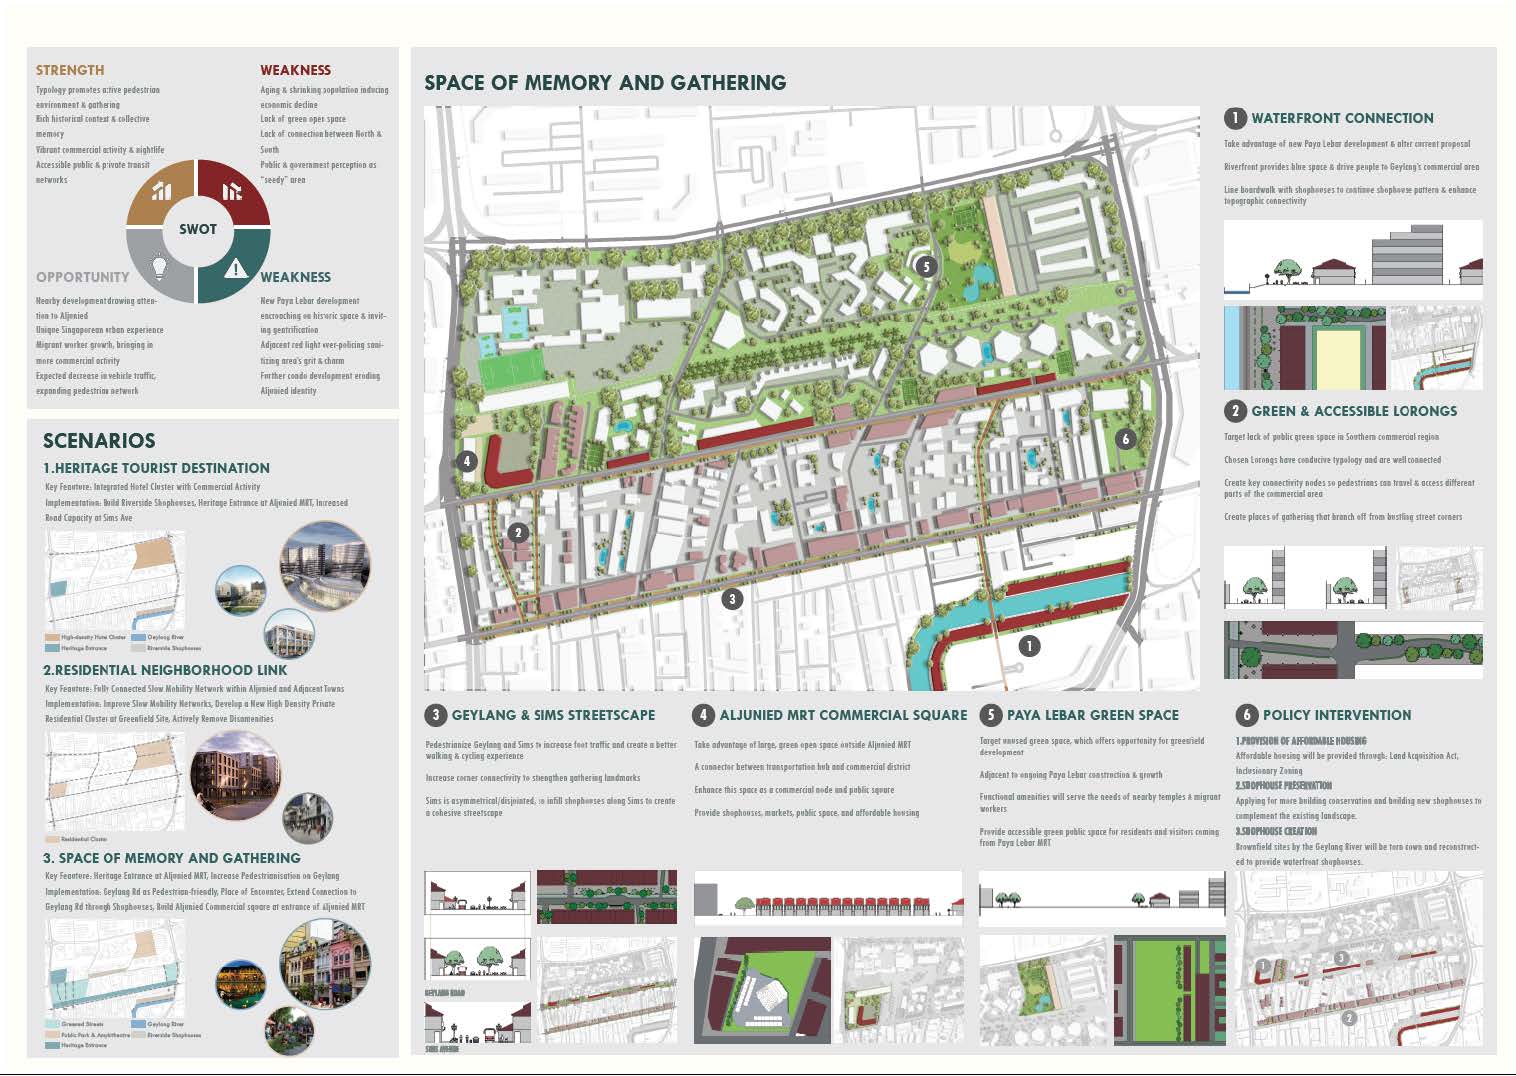 STRENGTH
Typology promotes active pedestrian
environment & gathering
Rich historical context & collective
memory
Vibrant commercial activity & nightlife
Accessible public & private transit
networks
WEAKNESS
Aging & shrinking population inducing
economic decline
Lack of green open space
Lack of connection between North &
South
Public & government perception as
"seedy" area
SWOT
OPPORTUNITY
Nearby development drawing atten-
tion to Aljunied
Unique Singaporean urban experience
Migrant worker growth, bringing in
more commercial activity
Expected decrease in vehicle traffic,
expanding pedestrian network
WEAKNESS
New Paya Lebar development
encroaching on historic space & invit-
ing gentrification
Adjacent red light over-policing sani-
tizing area's grit & charm
Further condo development eroding
Aljunied identity
SCENARIOS
1.HERITAGE TOURIST DESTINATION
Key Feauture: Integrated Hotel Cluster with Commercial Activity
Implementation: Build Riverside Shophouses, Heritage Entrance at Aljunied MRT, Increased
Road Capacity at Sims Ave
High-density Hote Cluster
Geylang River
Heritage Entrance
Riverside Shophouses
2.RESIDENTIAL NEIGHBORHOOD LINK
Key Feauture: Fully Connected Slow Mobility Network within Aljunied and Adjacent Towns
Implementation: Improve Slow Mobility Networks, Develop a New High Density Private
Residential Cluster at Greenfield Site, Actively Remove Disamenities
Residential Cluster
3. SPACE OF MEMORY AND GATHERING
Key Feauture: Heritage Entrance at Aljunied MRT, Increase Pedestrianisation on Geylang
Implementation: Geylang Rd as Pedestrian-friendly, Place of Encounter, Extend Connection to
Geylang Rd through Shophouses, Build Aljunied Commercial square at entrance of Aljunied MRT
Greened Streets
Geylang River
Public Park & Amphitheatre
Riverside Shophouses
Heritage Entrance
SPACE OF MEMORY AND GATHERING
5
4
6
2
3
1
1 WATERFRONT CONNECTION
Take advantage of new Paya Lebar development & alter current proposal
Riverfront provides blue space & drive people to Geylang's commercial area
Line boardwalk with shophouses to continue shophouse pattern & enhance
topographic connectivity
2 GREEN & ACCESSIBLE LORONGS
Target lack of public green space in Southern commercial region
Chosen Lorongs have conducive typology and are well connected
Create key connectivity nodes so pedestrians can travel & access different
parts of the commercial area
Create places of gathering that branch off from bustling street corners
3 GEYLANG & SIMS STREETSCAPE
Pedestrianize Geylang and Sims to increase foot traffic and create a better
walking & cycling experience
Increase corner connectivity to strengthen gathering landmarks
Sims is asymmetrical/disjointed, so infill shophouses along Sims to create
a cohesive streetscape
GEYLANG ROAD
SIMS AVENUE
4 ALJUNIED MRT COMMERCIAL SQUARE
Take advantage of large, green open space outside Aljunied MRT
A connector between transportation hub and commercial district
Enhance this space as a commercial node and public square
Provide shophouses, markets, public space, and affordable housing
5 PAYA LEBAR GREEN SPACE
Target unused green space, which offers opportunity for greenfield
development
Adjacent to ongoing Paya Lebar construction & growth
Functional amenities will serve the needs of nearby temples & migrant
workers
Provide accessible green public space for residents and visitors coming
from Paya Lebar MRT
6 POLICY INTERVENTION
1.PROVISION OF AFFORDABLE HOUSING
Affordable housing will be provided through: Land Acquisition Act,
Inclusionary Zoning
2.SHOPHOUSE PRESERVATION
Applying for more building conservation and building new shophouses to
complement the existing landscape.
3.SHOPHOUSE CREATION
Brownfield sites by the Geylang River will be torn down and reconstruct-
ed to provide waterfront shophouses.
1
3
2